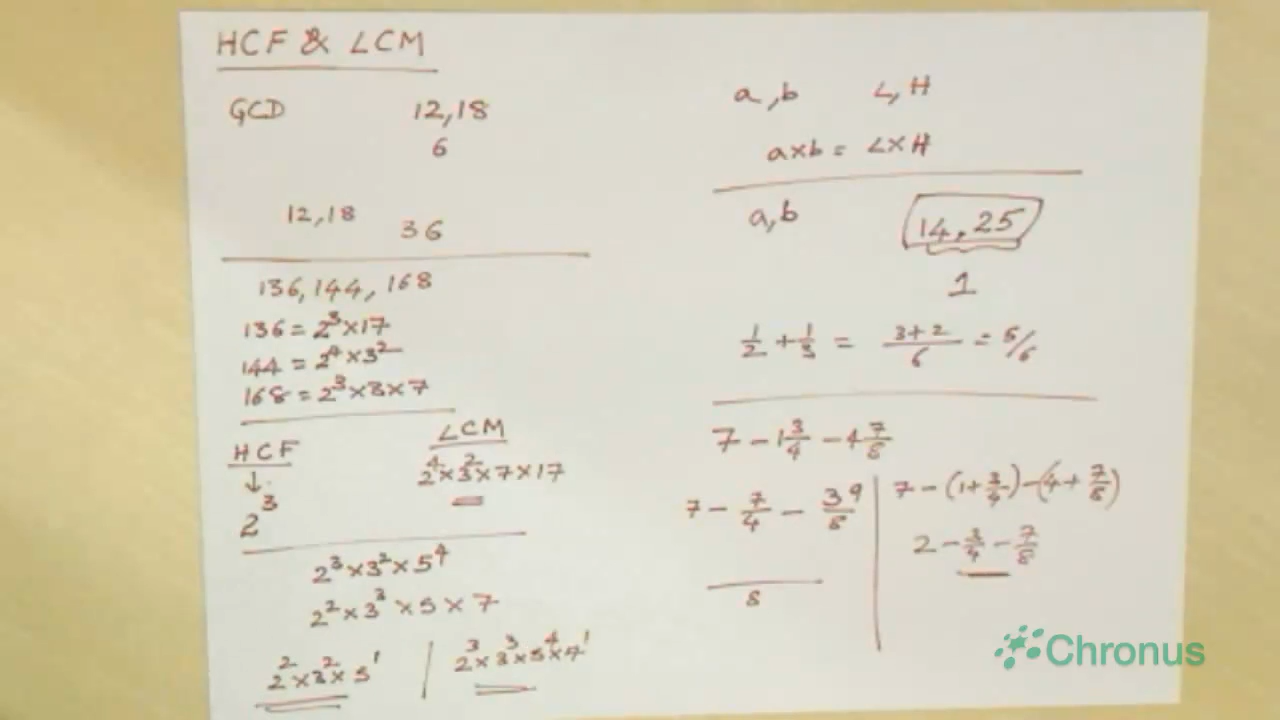 HCF & LCM
GCD 12,18
6
12,18 36
136, 144, 168
136 = 2³×17
144 = 2⁴×3²
168 = 2³×3×7
HCF LCM
↓ 2⁴×3²×7×17
2³
2³×3²×5⁴
2²×3³×5×7
2²×3²×5¹ | 2³×3³×5⁴×7¹
a,b L,H
a×b = L×H
a,b 14,25
1
1/2 + 1/3 = 3+2/6 = 5/6
7 - 1 3/4 - 4 7/8
7 - 7/4 - 39/8
8
7 - (1+3/4) - (4+7/8)
2 - 3/4 - 7/8
Chronus